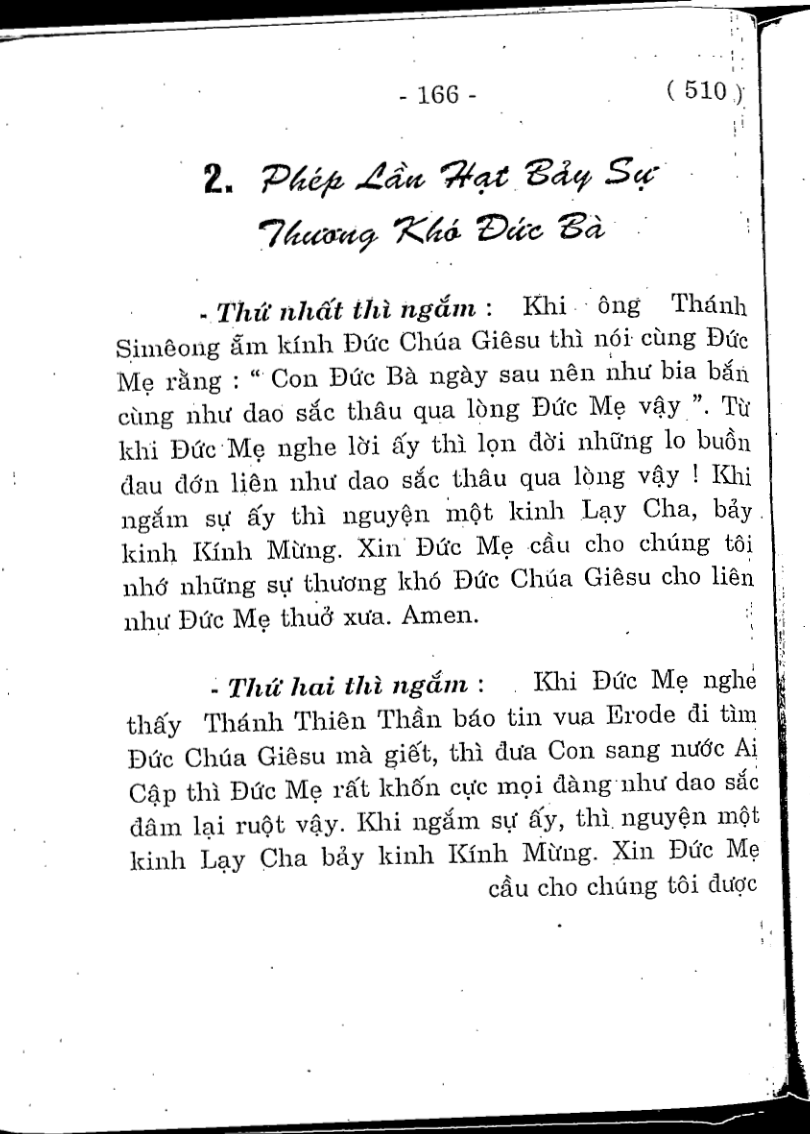 - 166 -
( 510 )
2. Phép Lần Hạt Bảy Sự
Thương Khó Đức Bà
- Thứ nhất thì ngắm : Khi ông Thánh
Simêong ẵm kính Đức Chúa Giêsu thì nói cùng Đức
Mẹ rằng : “ Con Đức Bà ngày sau nên như bia bắn
cùng như dao sắc thâu qua lòng Đức Mẹ vậy ”. Từ
khi Đức Mẹ nghe lời ấy thì lọn đời những lo buồn
đau đớn liên như dao sắc thâu qua lòng vậy ! Khi
ngắm sự ấy thì nguyện một kinh Lạy Cha, bảy
kinh Kính Mừng. Xin Đức Mẹ cầu cho chúng tôi
nhớ những sự thương khó Đức Chúa Giêsu cho liên
như Đức Mẹ thuở xưa. Amen.
- Thứ hai thì ngắm : Khi Đức Mẹ nghe
thấy Thánh Thiên Thần báo tin vua Erode đi tìm
Đức Chúa Giêsu mà giết, thì đưa Con sang nước Ai
Cập thì Đức Mẹ rất khốn cực mọi đàng như dao sắc
đâm lại ruột vậy. Khi ngắm sự ấy, thì nguyện một
kinh Lạy Cha bảy kinh Kính Mừng. Xin Đức Mẹ
cầu cho chúng tôi được